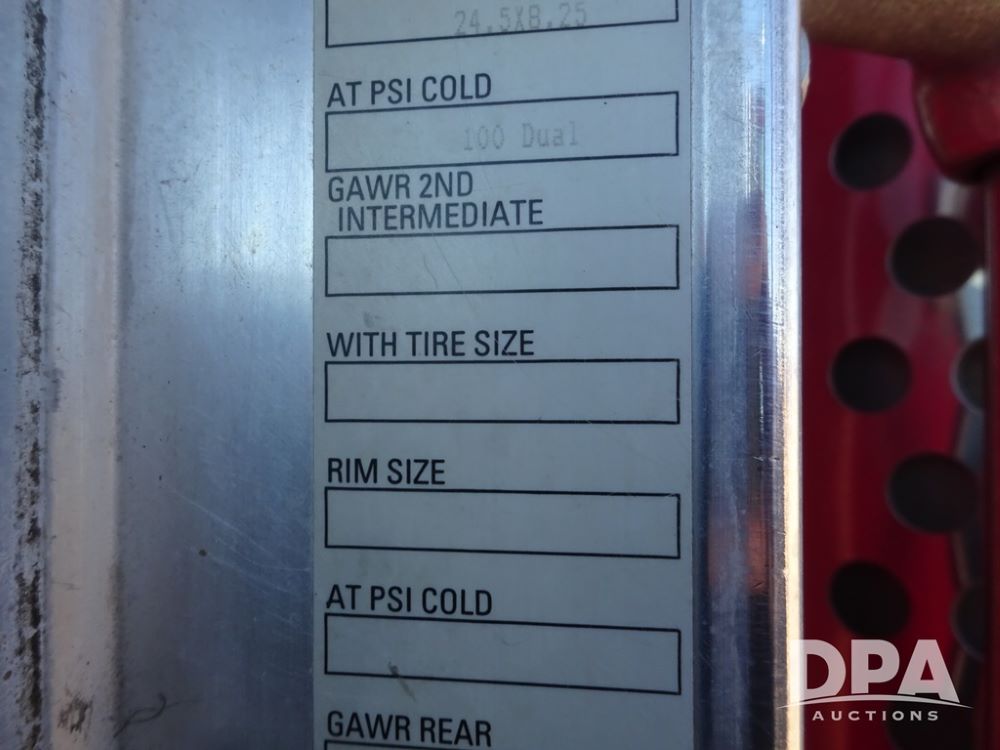 24.5X8.25
AT PSI COLD
100 Dual
GAWR 2ND
INTERMEDIATE
WITH TIRE SIZE
RIM SIZE
AT PSI COLD
GAWR REAR
DPA
AUCTIONS